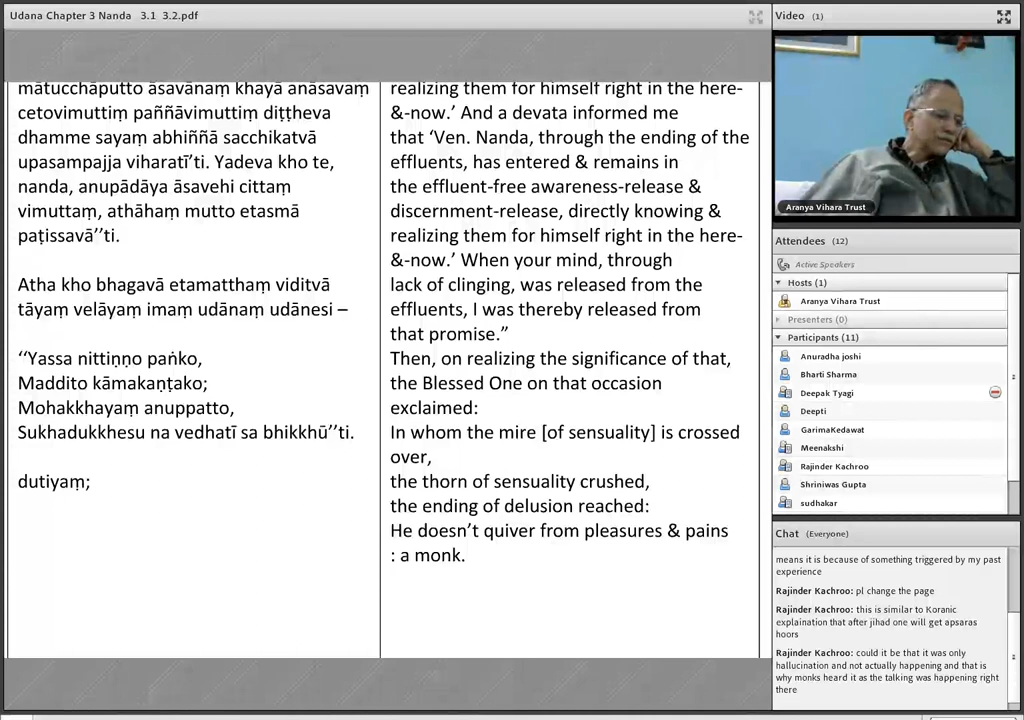 Udana Chapter 3 Nanda 3.1 3.2.pdf
mātucchāputto āsavānaṃ khayā anāsavaṃ
cetovimuttiṃ paññāvimuttiṃ diṭṭheva
dhamme sayaṃ abhiññā sacchikatvā
upasampajja viharatī'ti. Yadeva kho te,
nanda, anupādāya āsavehi cittaṃ
vimuttaṃ, athāhaṃ mutto etasmā
paṭissavā’’ti.
Atha kho bhagavā etamatthaṃ viditvā
tāyaṃ velāyaṃ imaṃ udānaṃ udānesi –
‘‘Yassa nittiṇṇo paṅko,
Maddito kāmakaṇṭako;
Mohakkhayaṃ anuppatto,
Sukhadukkhesu na vedhatī sa bhikkhū’’ti.
dutiyaṃ;
realizing them for himself right in the here-
&-now.’ And a devata informed me
that ‘Ven. Nanda, through the ending of the
effluents, has entered & remains in
the effluent-free awareness-release &
discernment-release, directly knowing &
realizing them for himself right in the here-
&-now.’ When your mind, through
lack of clinging, was released from the
effluents, I was thereby released from
that promise.”
Then, on realizing the significance of that,
the Blessed One on that occasion
exclaimed:
In whom the mire [of sensuality] is crossed
over,
the thorn of sensuality crushed,
the ending of delusion reached:
He doesn’t quiver from pleasures & pains
: a monk.
Video (1)
Aranya Vihara Trust
Attendees (12)
Active Speakers
Hosts (1)
Aranya Vihara Trust
Presenters (0)
Participants (11)
Anuradha joshi
Bharti Sharma
Deepak Tyagi
Deepti
GarimaKedawat
Meenakshi
Rajinder Kachroo
Shriniwas Gupta
sudhakar
Chat (Everyone)
means it is because of something triggered by my past
experience
Rajinder Kachroo: pl change the page
Rajinder Kachroo: this is similar to Koranic
explaination that after jihad one will get apsaras
hoors
Rajinder Kachroo: could it be that it was only
hallucination and not actually happening and that is
why monks heard it as the talking was happening right
there